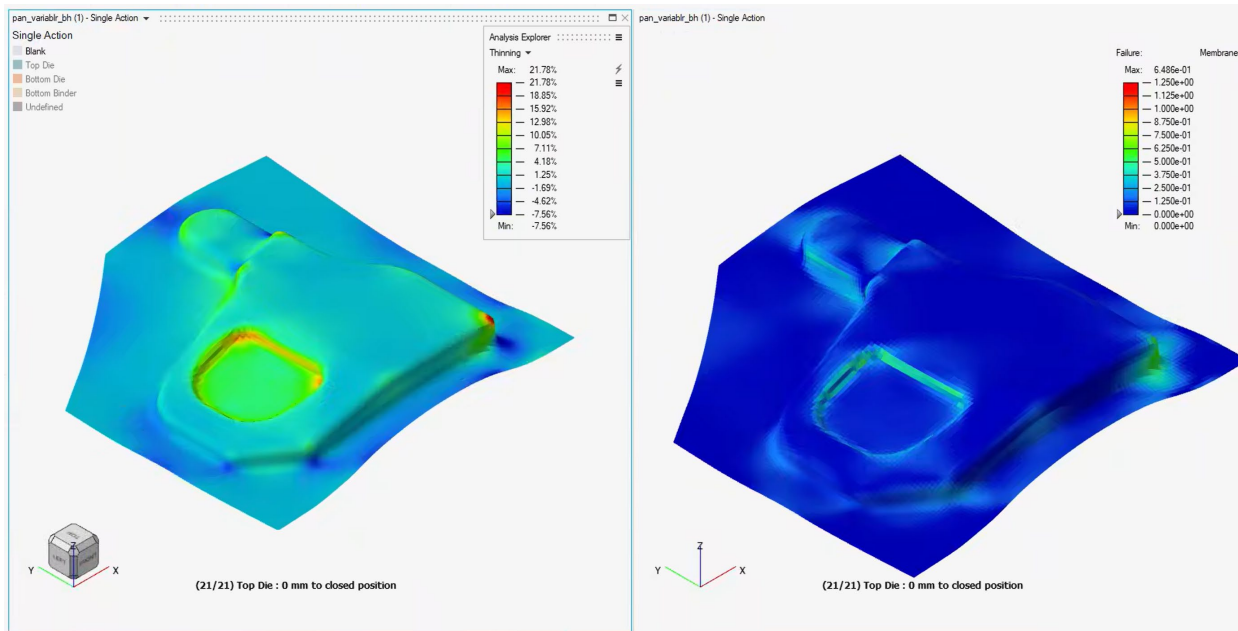 pan_variablr_bh (1) - Single Action
Single Action
Blank
Top Die
Bottom Die
Bottom Binder
Undefined
Analysis Explorer
Thinning
Max: 21.78%
21.78%
18.85%
15.92%
12.98%
10.05%
7.11%
4.18%
1.25%
-1.69%
-4.62%
-7.56%
Min: -7.56%
Z
Y
X
(21/21) Top Die : 0 mm to closed position
pan_variablr_bh (1) - Single Action
Failure: Membrane
Max: 6.486e-01
1.250e+00
1.125e+00
1.000e+00
8.750e-01
7.500e-01
6.250e-01
5.000e-01
3.750e-01
2.500e-01
1.250e-01
0.000e+00
Min: 0.000e+00
Z
Y
X
(21/21) Top Die : 0 mm to closed position